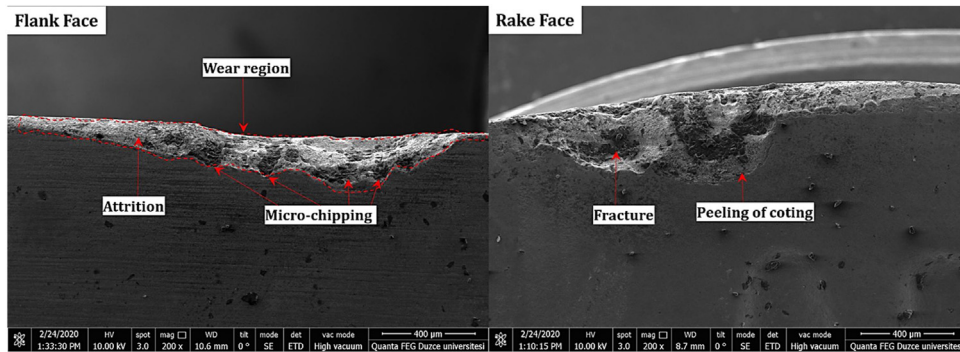 Flank Face
Wear region
Attrition
Micro-chipping
2/24/2020 HV spot mag WD tilt mode det vac mode 400 µm
1:33:30 PM 10.00 kV 3.0 200 x 10.6 mm 0 ° SE ETD High vacuum Quanta FEG Duzce universitesi
Rake Face
Fracture
Peeling of coting
2/24/2020 HV spot mag WD tilt mode det vac mode 400 µm
1:10:15 PM 10.00 kV 3.0 200 x 8.7 mm 0 ° SE ETD High vacuum Quanta FEG Duzce universitesi